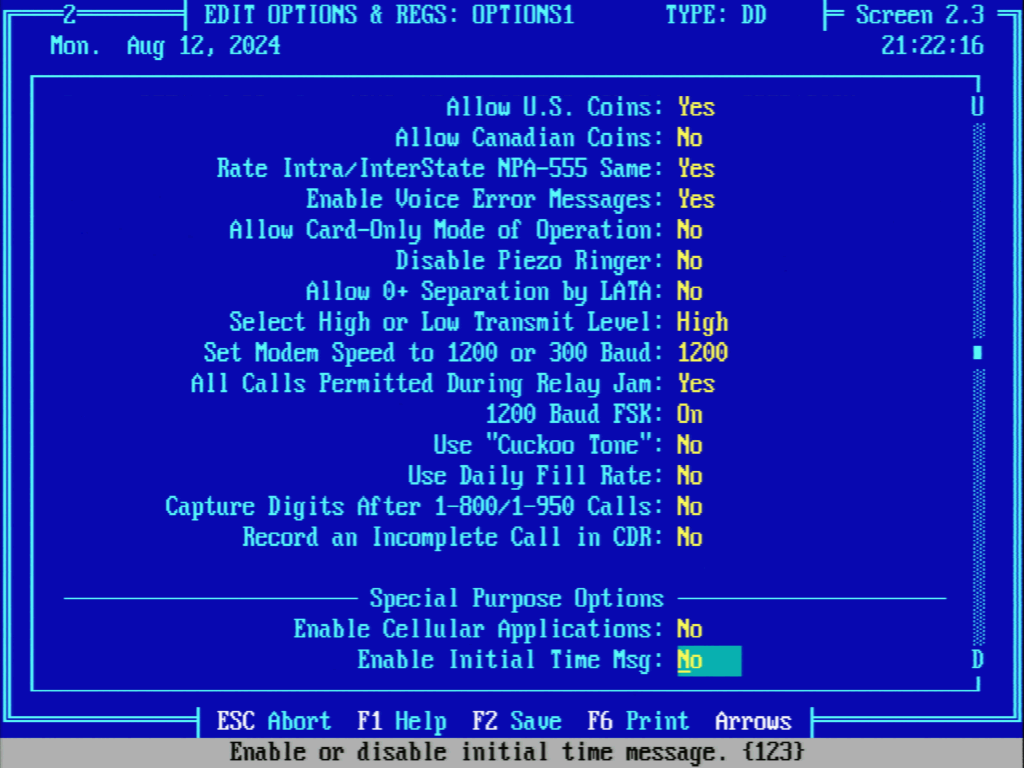 2 EDIT OPTIONS & REGS: OPTIONS1 TYPE: DD Screen 2.3
Mon. Aug 12, 2024 21:22:16
Allow U.S. Coins: Yes U
Allow Canadian Coins: No
Rate Intra/InterState NPA-555 Same: Yes
Enable Voice Error Messages: Yes
Allow Card-Only Mode of Operation: No
Disable Piezo Ringer: No
Allow 0+ Separation by LATA: No
Select High or Low Transmit Level: High
Set Modem Speed to 1200 or 300 Baud: 1200
All Calls Permitted During Relay Jam: Yes
1200 Baud FSK: On
Use "Cuckoo Tone": No
Use Daily Fill Rate: No
Capture Digits After 1-800/1-950 Calls: No
Record an Incomplete Call in CDR: No
Special Purpose Options
Enable Cellular Applications: No
Enable Initial Time Msg: No D
ESC Abort F1 Help F2 Save F6 Print Arrows
Enable or disable initial time message. {123}